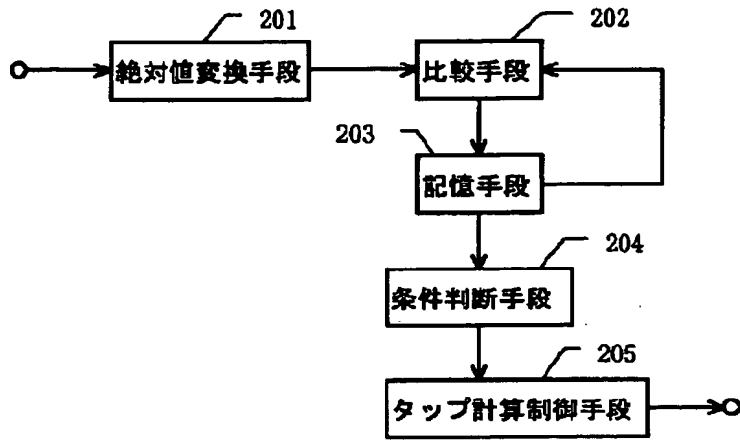 201
絶対値変換手段
202
比較手段
203
記憶手段
204
条件判断手段
205
タップ計算制御手段